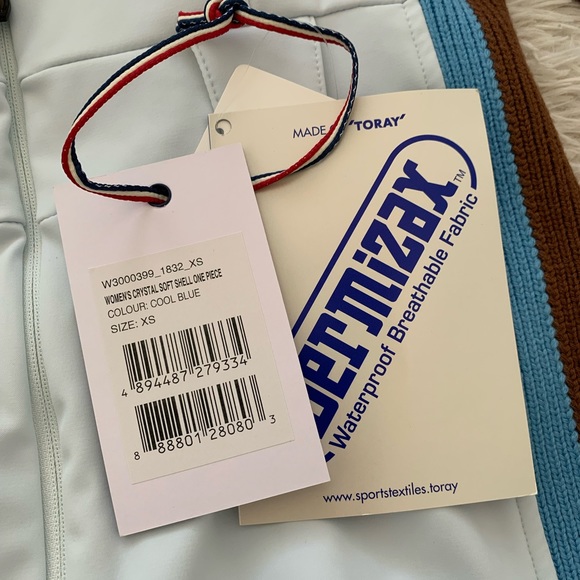 W3000399_1832_XS
WOMEN'S CRYSTAL SOFT SHELL ONE PIECE
COLOUR: COOL BLUE
SIZE: XS
4 894487 279334
8 88801 28080 3
MADE "TORAY"
ermizax™
Waterproof Breathable Fabric
www.sportstextiles.toray